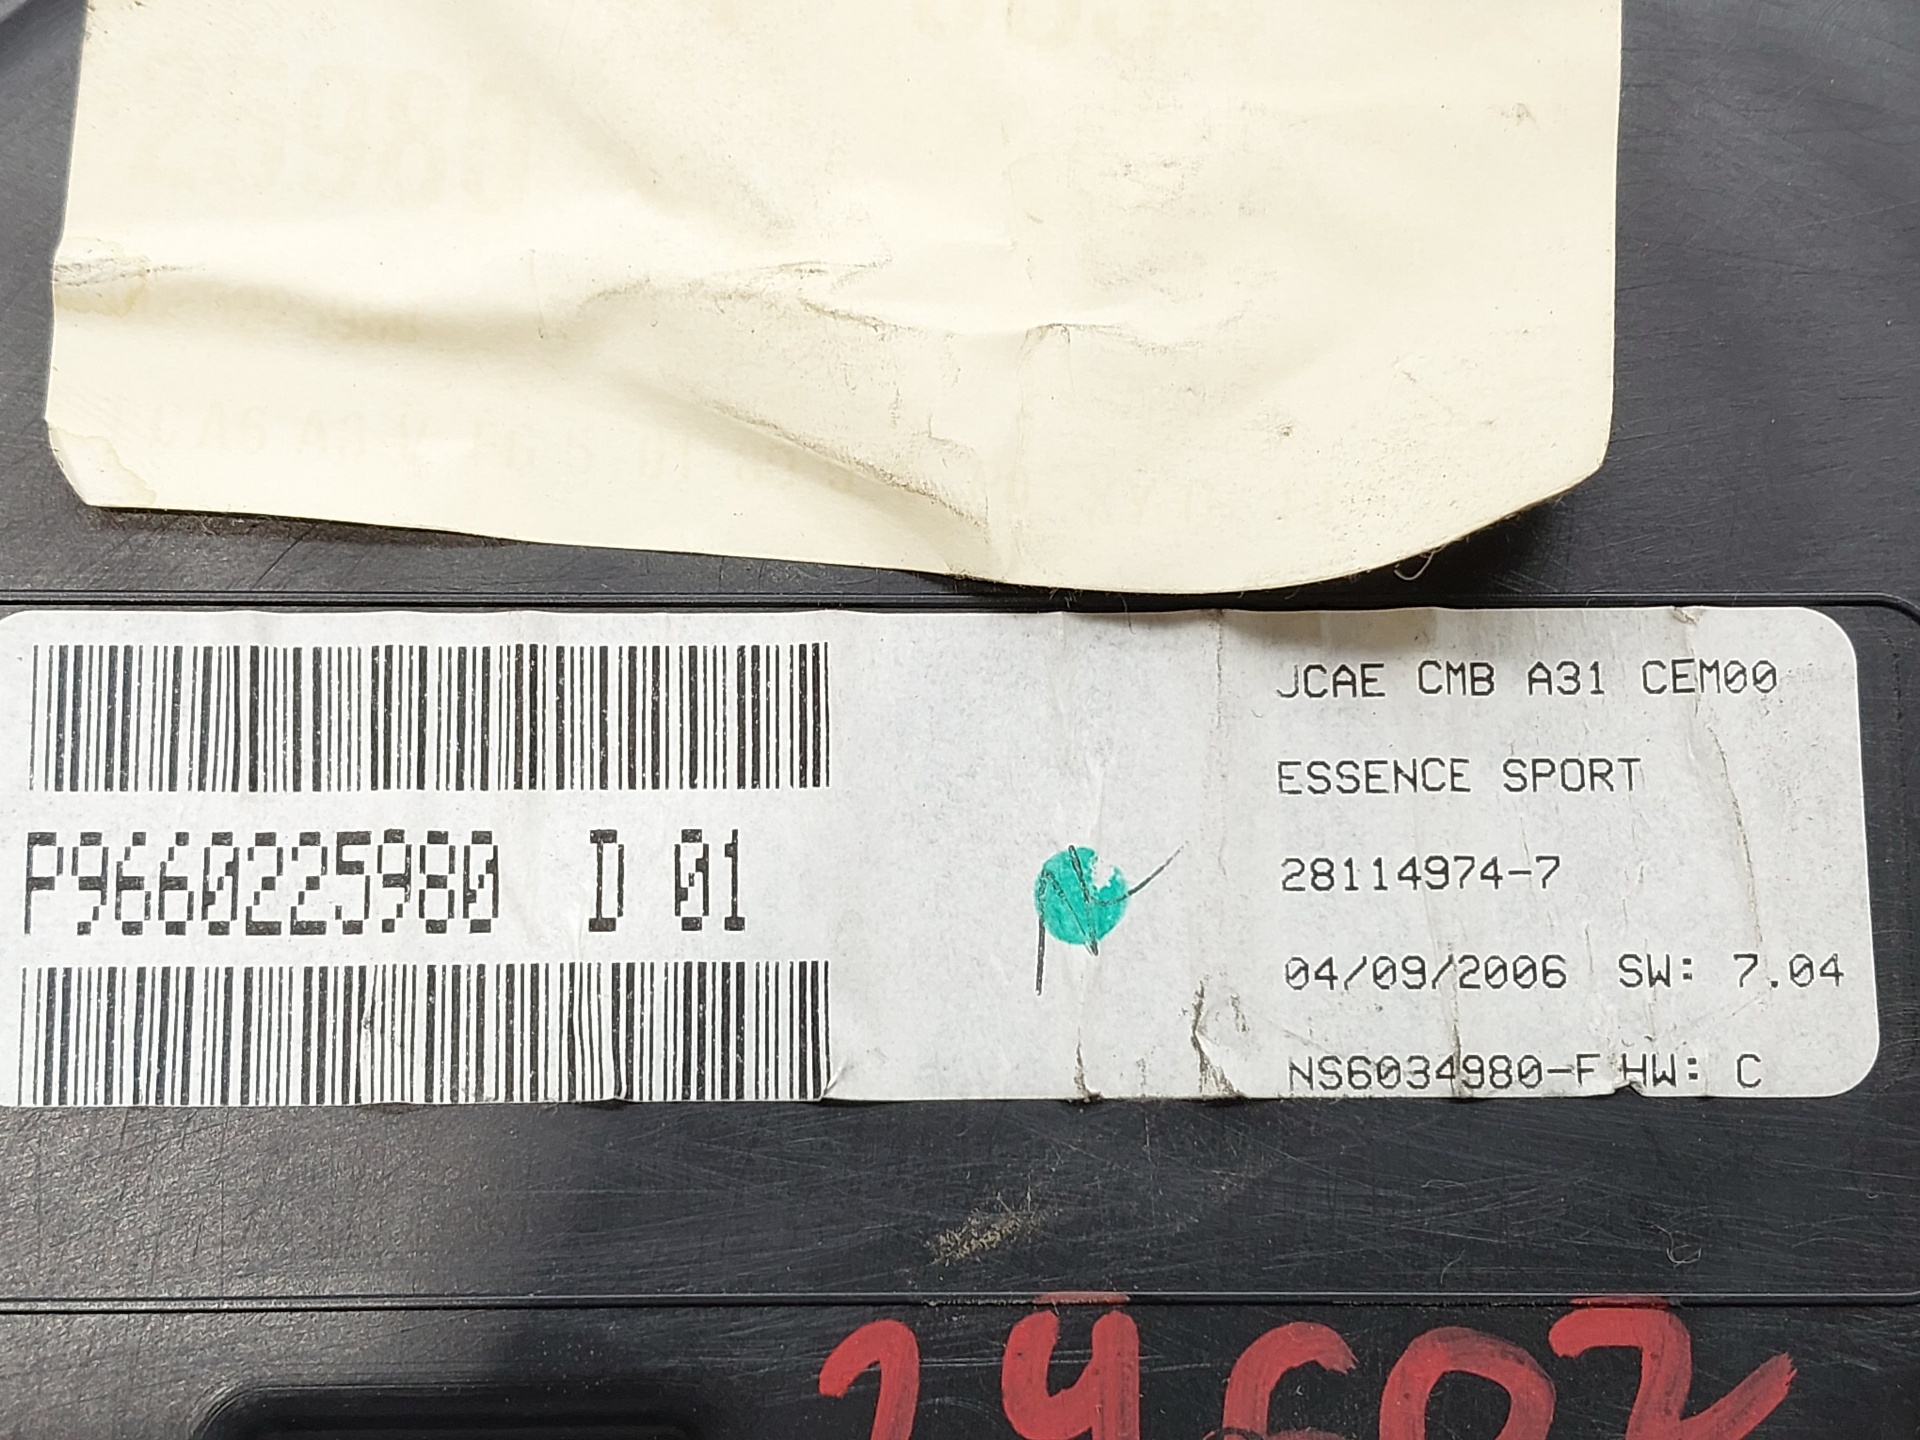 P9660225980 D 01
JCAE CMB A31 CEM00
ESSENCE SPORT
28114974-7
04/09/2006 SW: 7.04
NS6034980-F HW: C